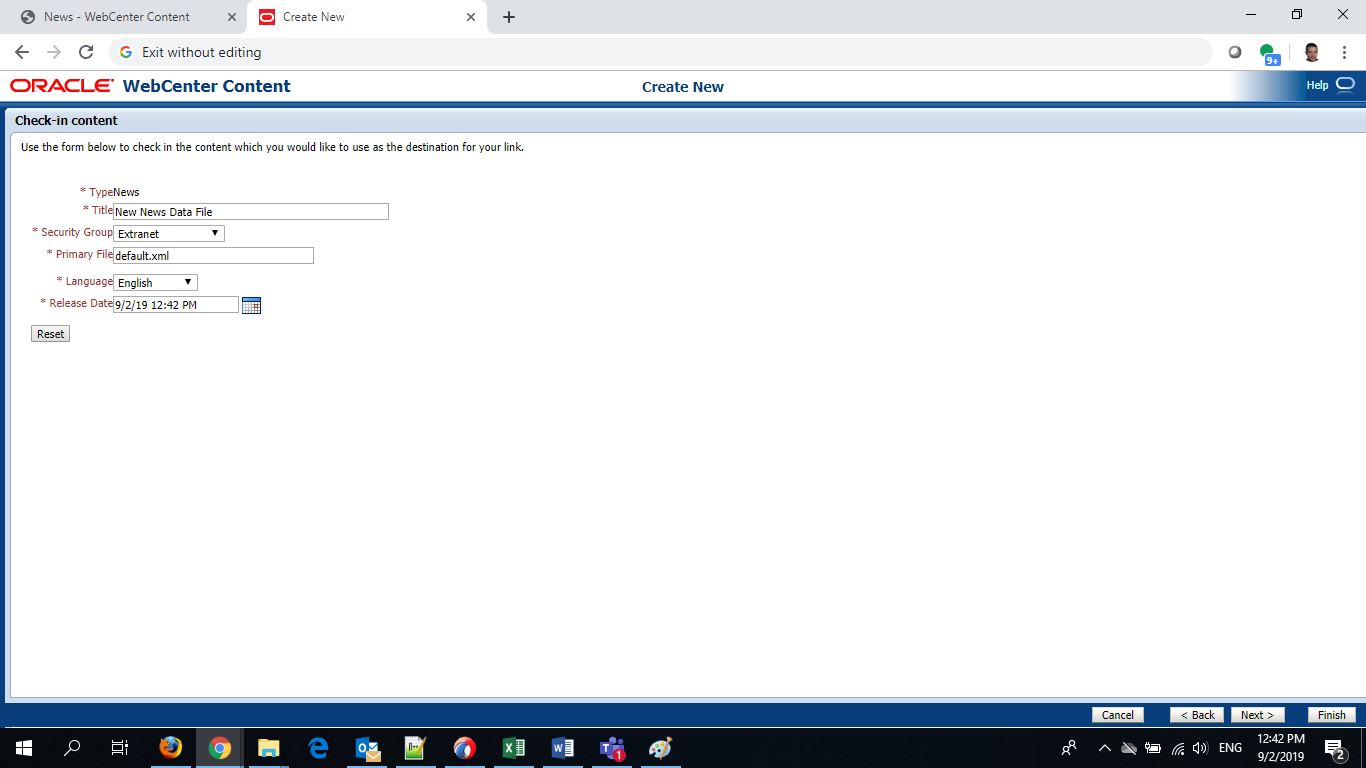 News - WebCenter Content
Create New
Exit without editing
9+
ORACLE WebCenter Content
Create New
Help
Check-in content
Use the form below to check in the content which you would like to use as the destination for your link.
* Type News
* Title New News Data File
* Security Group Extranet
* Primary File default.xml
* Language English
* Release Date 9/2/19 12:42 PM
Reset
Cancel
< Back
Next >
Finish
1
ENG
12:42 PM
9/2/2019
2